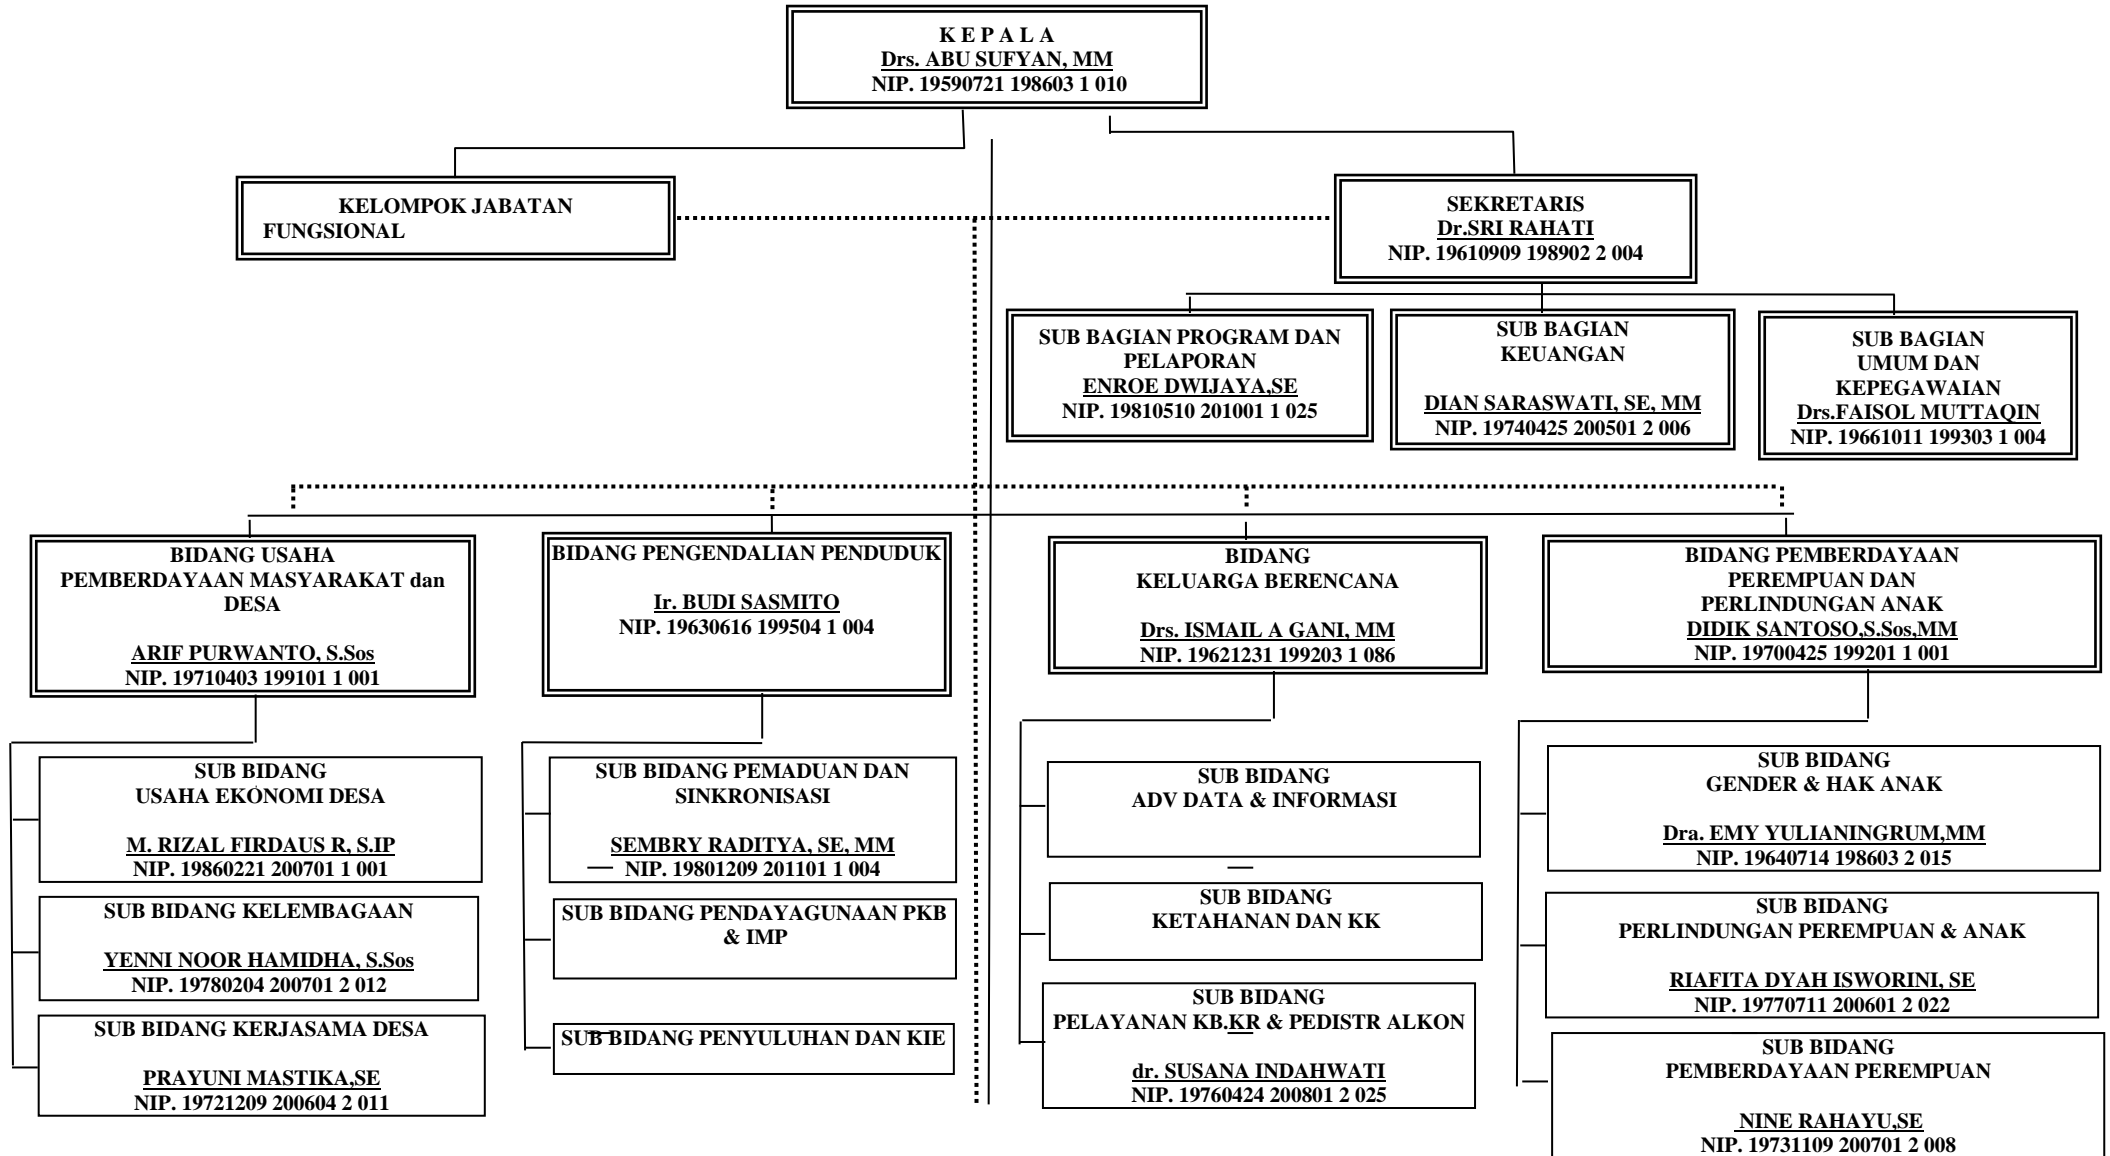 K E P A L A
Drs. ABU SUFYAN, MM
NIP. 19590721 198603 1 010
KELOMPOK JABATAN
FUNGSIONAL
SEKRETARIS
Dr.SRI RAHATI
NIP. 19610909 198902 2 004
SUB BAGIAN PROGRAM DAN
PELAPORAN
ENROE DWIJAYA,SE
NIP. 19810510 201001 1 025
SUB BAGIAN
KEUANGAN
DIAN SARASWATI, SE, MM
NIP. 19740425 200501 2 006
SUB BAGIAN
UMUM DAN
KEPEGAWAIAN
Drs.FAISOL MUTTAQIN
NIP. 19661011 199303 1 004
BIDANG USAHA
PEMBERDAYAAN MASYARAKAT dan
DESA
ARIF PURWANTO, S.Sos
NIP. 19710403 199101 1 001
BIDANG PENGENDALIAN PENDUDUK
Ir. BUDI SASMITO
NIP. 19630616 199504 1 004
BIDANG
KELUARGA BERENCANA
Drs. ISMAIL A GANI, MM
NIP. 19621231 199203 1 086
BIDANG PEMBERDAYAAN
PEREMPUAN DAN
PERLINDUNGAN ANAK
DIDIK SANTOSO,S.Sos,MM
NIP. 19700425 199201 1 001
SUB BIDANG
USAHA EKONOMI DESA
M. RIZAL FIRDAUS R, S.IP
NIP. 19860221 200701 1 001
SUB BIDANG KELEMBAGAAN
YENNI NOOR HAMIDHA, S.Sos
NIP. 19780204 200701 2 012
SUB BIDANG KERJASAMA DESA
PRAYUNI MASTIKA,SE
NIP. 19721209 200604 2 011
SUB BIDANG PEMADUAN DAN
SINKRONISASI
SEMBRY RADITYA, SE, MM
NIP. 19801209 201101 1 004
SUB BIDANG PENDAYAGUNAAN PKB
& IMP
SUB BIDANG PENYULUHAN DAN KIE
SUB BIDANG
ADV DATA & INFORMASI
SUB BIDANG
KETAHANAN DAN KK
SUB BIDANG
PELAYANAN KB.KR & PEDISTR ALKON
dr. SUSANA INDAHWATI
NIP. 19760424 200801 2 025
SUB BIDANG
GENDER & HAK ANAK
Dra. EMY YULIANINGRUM,MM
NIP. 19640714 198603 2 015
SUB BIDANG
PERLINDUNGAN PEREMPUAN & ANAK
RIAFITA DYAH ISWORINI, SE
NIP. 19770711 200601 2 022
SUB BIDANG
PEMBERDAYAAN PEREMPUAN
NINE RAHAYU,SE
NIP. 19731109 200701 2 008